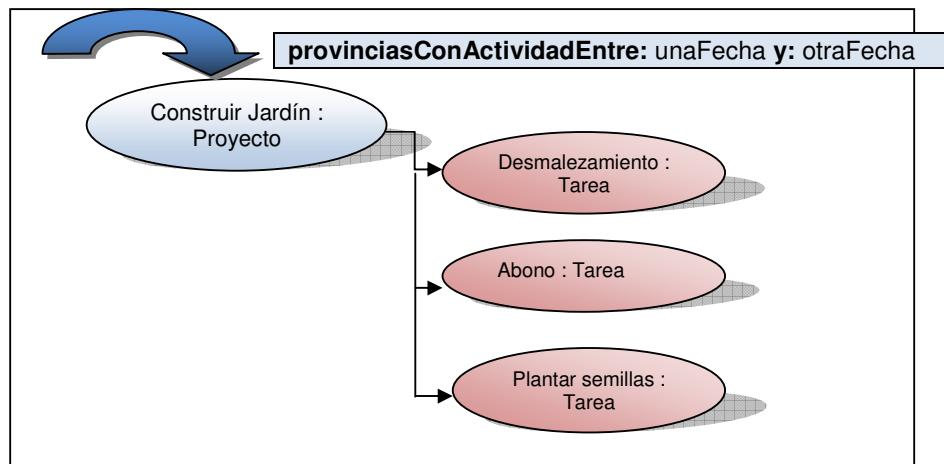 provinciasConActividadEntre: unaFecha y: otraFecha
Construir Jardín :
Proyecto
Desmalezamiento :
Tarea
Abono : Tarea
Plantar semillas :
Tarea